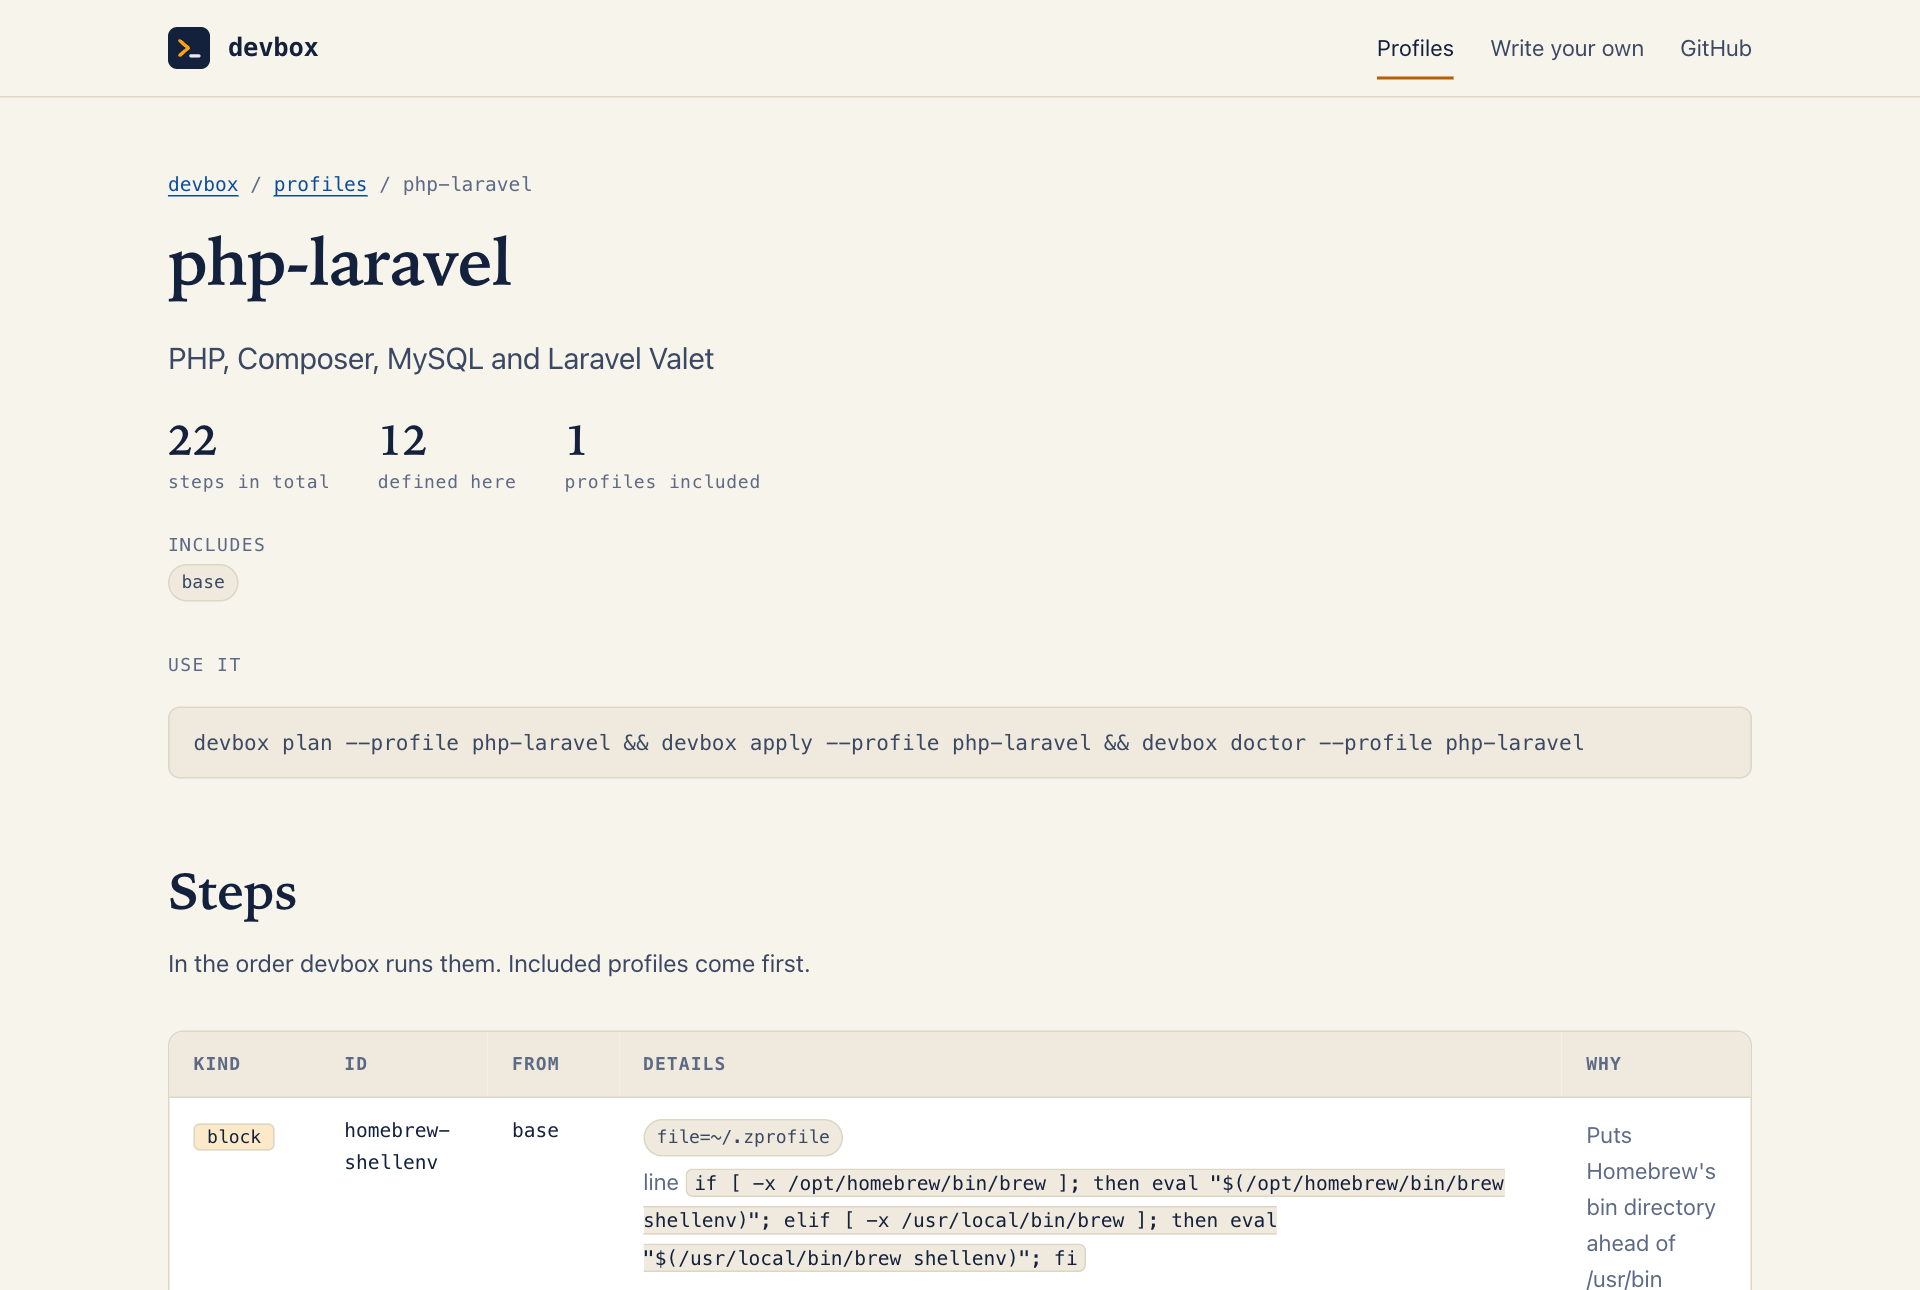 devbox
Profiles Write your own GitHub
devbox / profiles / php-laravel
php-laravel
PHP, Composer, MySQL and Laravel Valet
22 12 1
steps in total defined here profiles included
INCLUDES
base
USE IT
devbox plan --profile php-laravel && devbox apply --profile php-laravel && devbox doctor --profile php-laravel
Steps
In the order devbox runs them. Included profiles come first.
KIND ID FROM DETAILS WHY
block
homebrew-
shellenv
base
file=~/.zprofile
line if [ -x /opt/homebrew/bin/brew ]; then eval "$(/opt/homebrew/bin/brew
shellenv)"; elif [ -x /usr/local/bin/brew ]; then eval
"$(/usr/local/bin/brew shellenv)"; fi
Puts
Homebrew's
bin directory
ahead of
/usr/bin